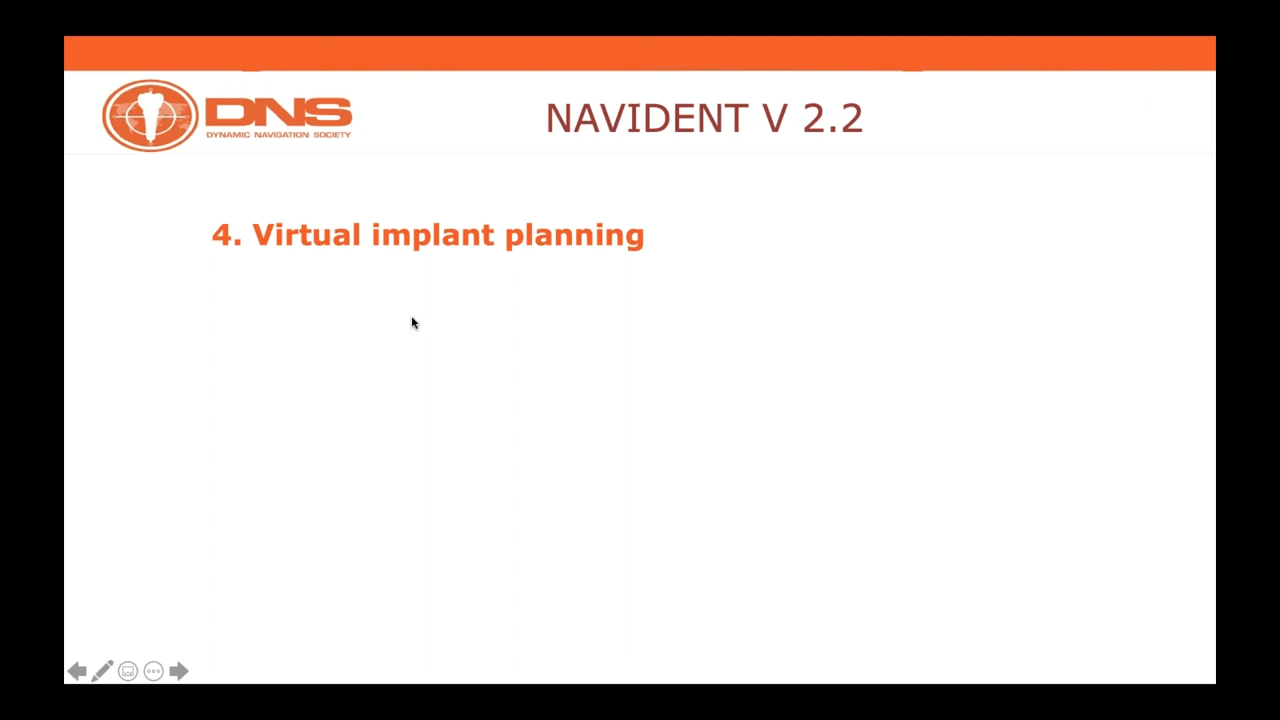 DNS
DYNAMIC NAVIGATION SOCIETY
NAVIDENT V 2.2
4. Virtual implant planning